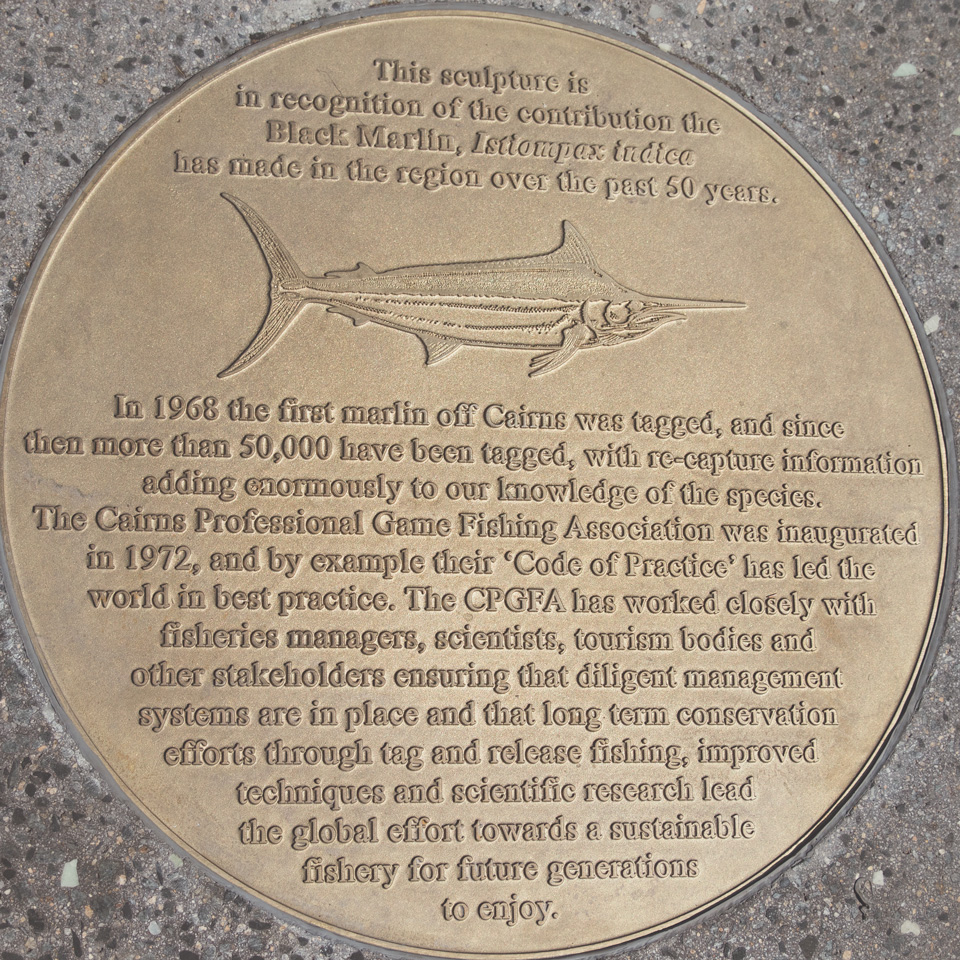 This sculpture is
in recognition of the contribution the
Black Marlin, Istiompax indica
has made in the region over the past 50 years.
In 1968 the first marlin off Cairns was tagged, and since
then more than 50,000 have been tagged, with re-capture information
adding enormously to our knowledge of the species.
The Cairns Professional Game Fishing Association was inaugurated
in 1972, and by example their ‘Code of Practice’ has led the
world in best practice. The CPGFA has worked closely with
fisheries managers, scientists, tourism bodies and
other stakeholders ensuring that diligent management
systems are in place and that long term conservation
efforts through tag and release fishing, improved
techniques and scientific research lead
the global effort towards a sustainable
fishery for future generations
to enjoy.